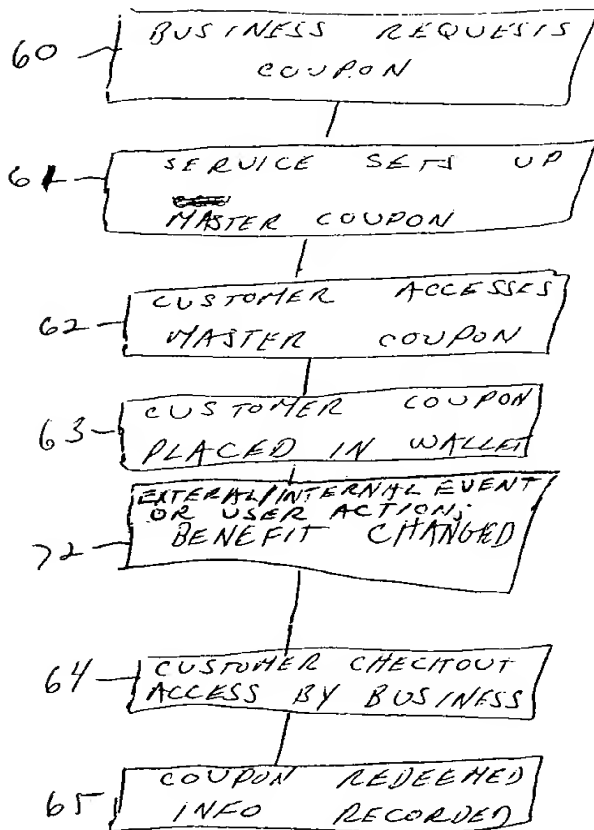 60 BUSINESS REQUESTS
COUPON
61 SERVICE SETS UP
MASTER COUPON
62 CUSTOMER ACCESSES
MASTER COUPON
63 CUSTOMER COUPON
PLACED IN WALLET
EXTERAL/INTERNAL EVENT
OR USER ACTION;
72 BENEFIT CHANGED
64 CUSTOMER CHECKOUT
ACCESS BY BUSINESS
COUPON REDEEMED
65 INFO RECORDED